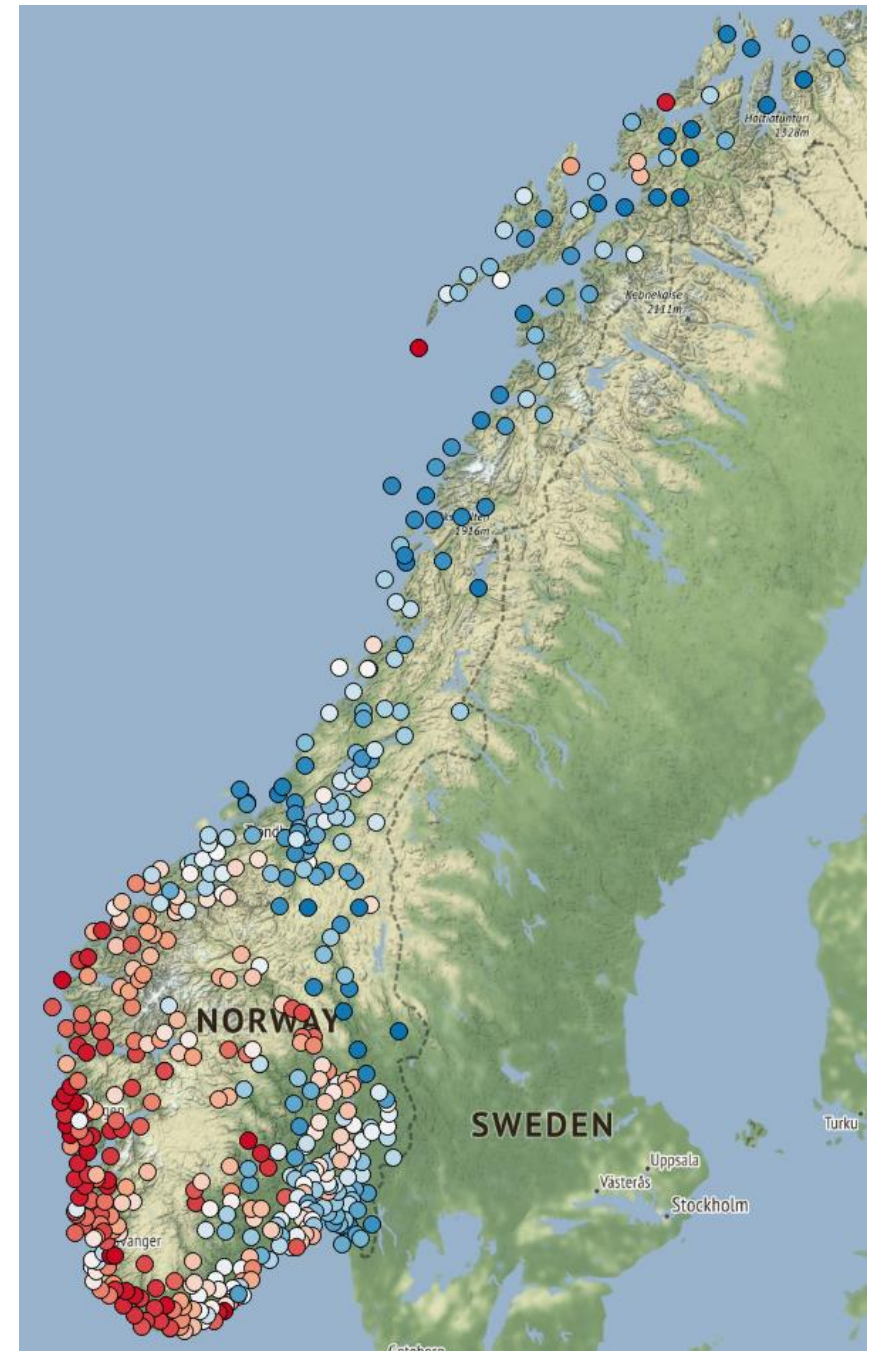 Haltiatunturi
1328m
Kebnekaise
2111m
1916m
NORWAY
SWEDEN
Turku
Uppsala
Västerås
Stockholm